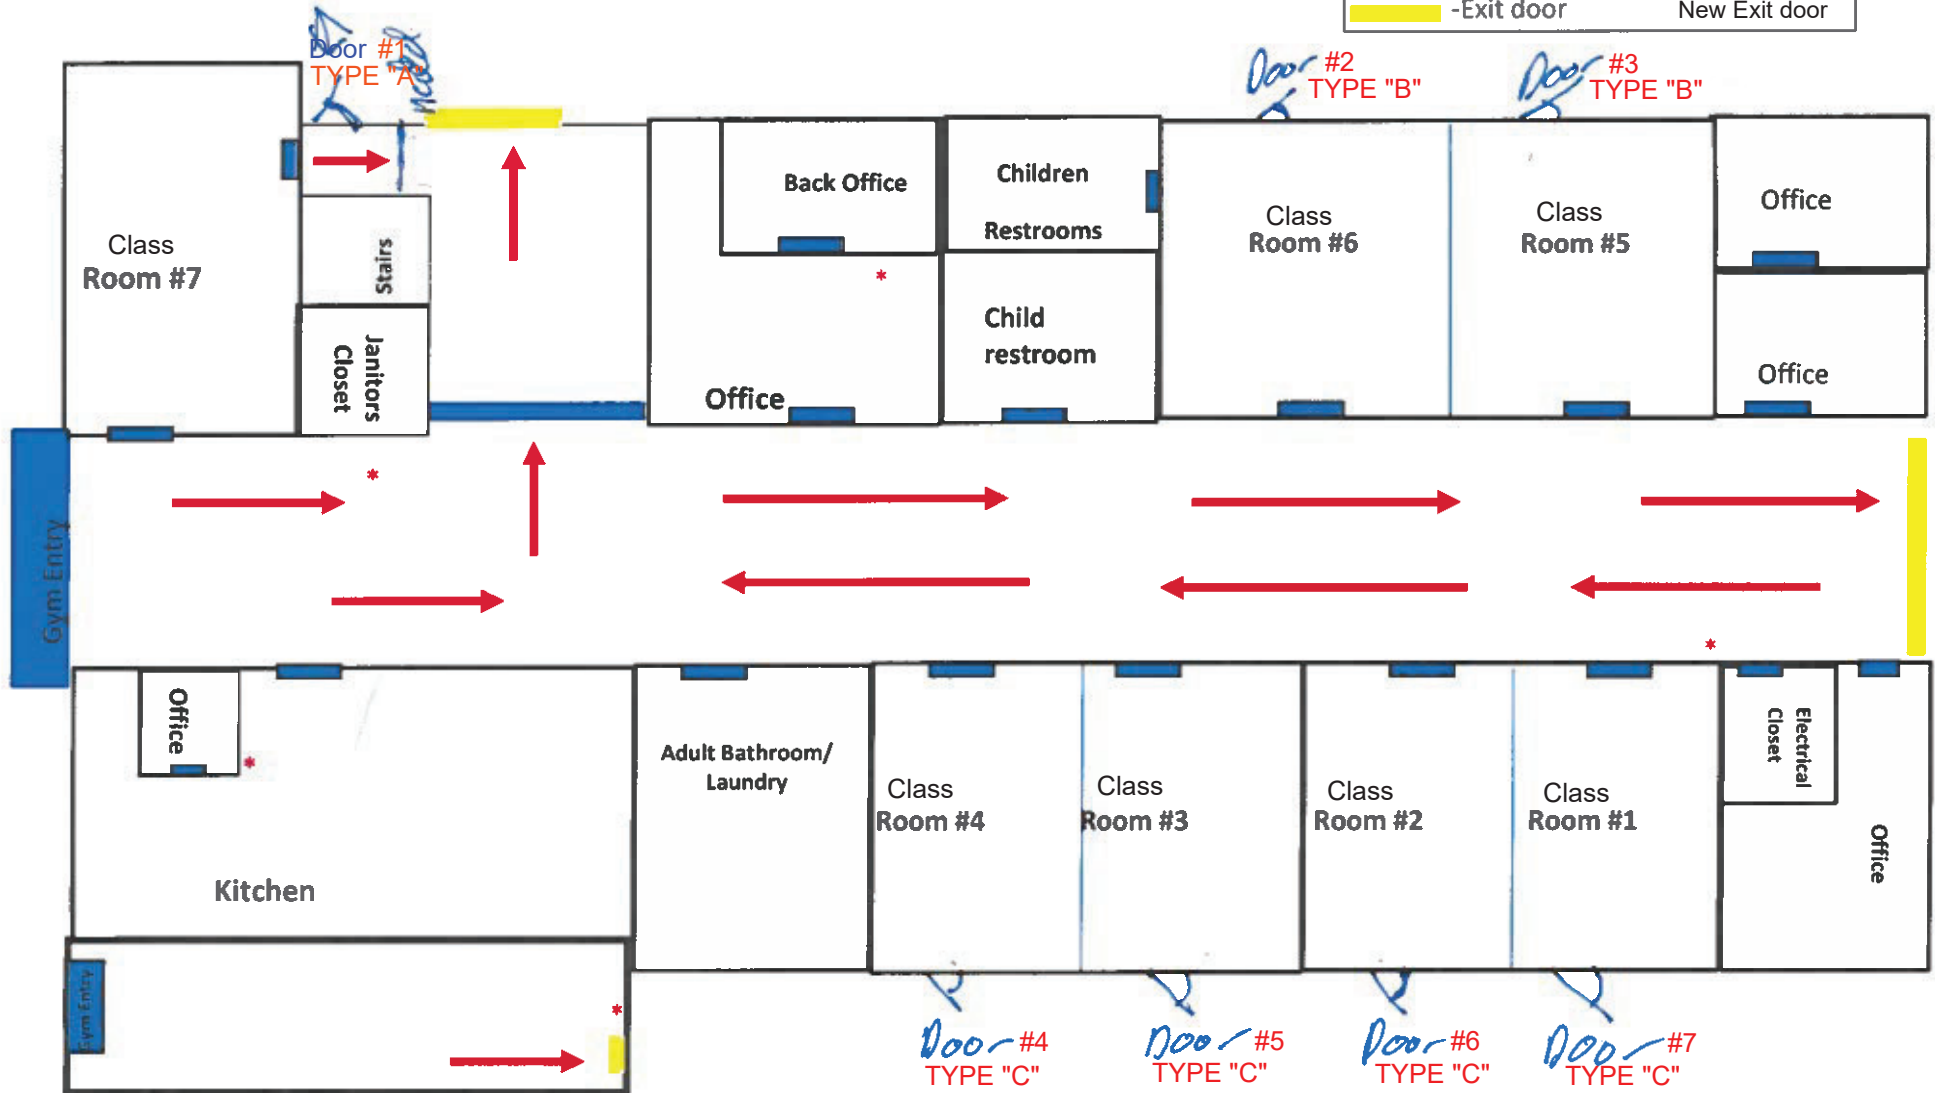 -Exit door
New Exit door
Door #1
TYPE "A"
Door #2
TYPE "B"
Door #3
TYPE "B"
Class
Room #7
Stairs
Janitors
Closet
Back Office
*
Office
Children
Restrooms
Child
restroom
Class
Room #6
Class
Room #5
Office
Office
*
Gym Entry
*
Office
*
Kitchen
Adult Bathroom/
Laundry
Class
Room #4
Class
Room #3
Class
Room #2
Class
Room #1
Electrical
Closet
Office
Gym Entry
*
Door #4
TYPE "C"
Door #5
TYPE "C"
Door #6
TYPE "C"
Door #7
TYPE "C"